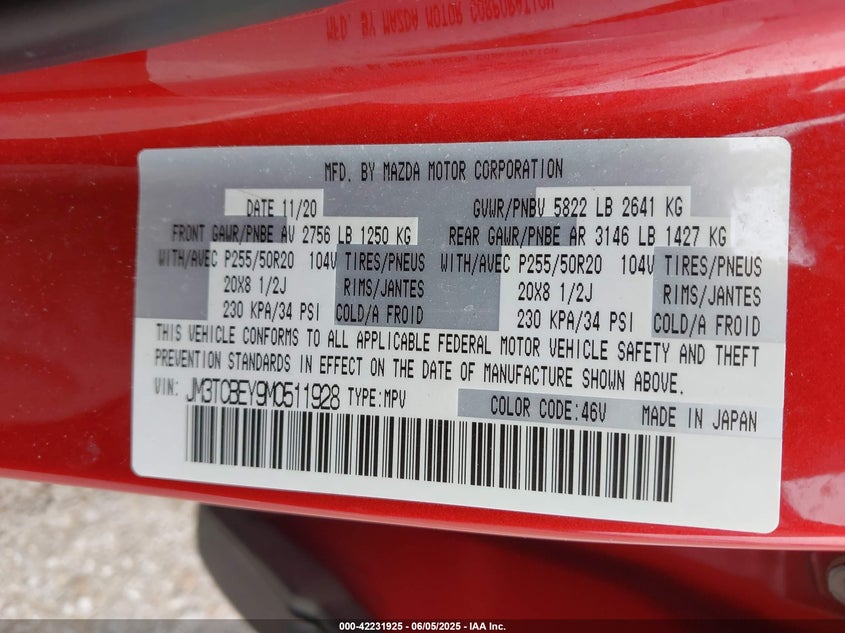 MFD. BY MAZDA MOTOR CORPORATION
DATE 11/20 GVWR/PNBV 5822 LB 2641 KG
FRONT GAWR/PNBE AV 2756 LB 1250 KG REAR GAWR/PNBE AR 3146 LB 1427 KG
WITH/AVEC P255/50R20 104V TIRES/PNEUS WITH/AVEC P255/50R20 104V TIRES/PNEUS
20X8 1/2J RIMS/JANTES 20X8 1/2J RIMS/JANTES
230 KPA/34 PSI COLD/A FROID 230 KPA/34 PSI COLD/A FROID
THIS VEHICLE CONFORMS TO ALL APPLICABLE FEDERAL MOTOR VEHICLE SAFETY AND THEFT
PREVENTION STANDARDS IN EFFECT ON THE DATE OF MANUFACTURE SHOWN ABOVE.
VIN: JM3TCBEY9M0511928 TYPE:MPV COLOR CODE:46V MADE IN JAPAN
000-42231925 - 06/05/2025 - IAA Inc.